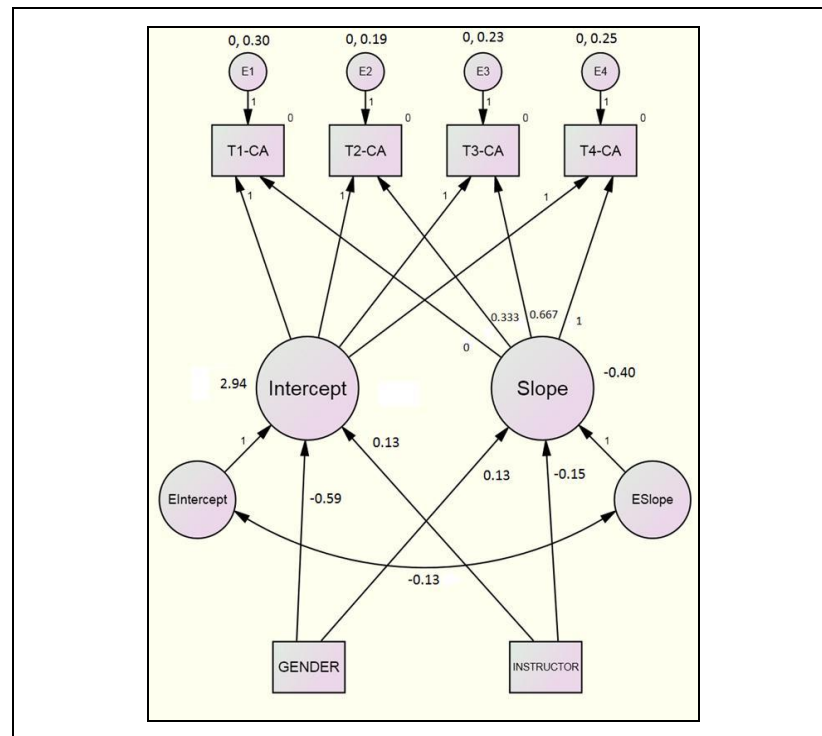 0, 0.30 0, 0.19 0, 0.23 0, 0.25
E1 E2 E3 E4
1 1 1 1
0 0 0 0
T1-CA T2-CA T3-CA T4-CA
1 1 1 1
0.333 0.667 1
0
2.94 Intercept Slope -0.40
1 0.13 0.13 -0.15 1
EIntercept -0.59 ESlope
-0.13
GENDER INSTRUCTOR